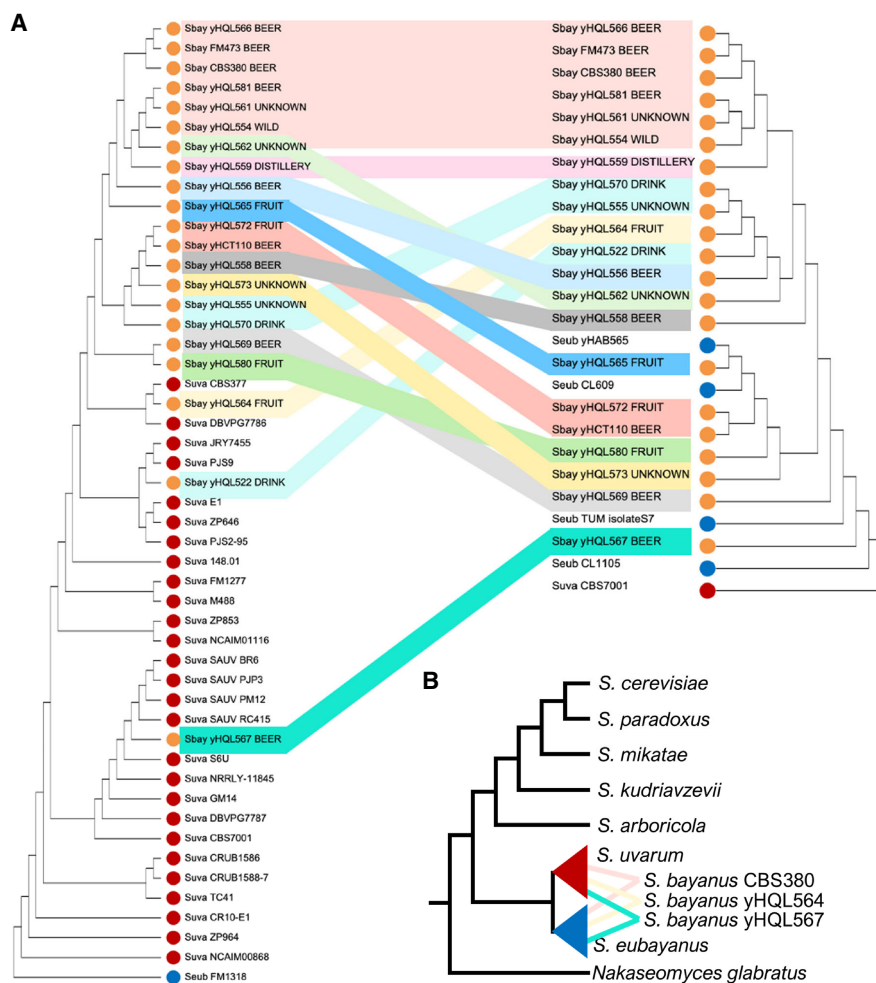 A
Sbay yHQL566 BEER
Sbay FM473 BEER
Sbay CBS380 BEER
Sbay yHQL581 BEER
Sbay yHQL561 UNKNOWN
Sbay yHQL554 WILD
Sbay yHQL562 UNKNOWN
Sbay yHQL559 DISTILLERY
Sbay yHQL556 BEER
Sbay yHQL565 FRUIT
Sbay yHQL572 FRUIT
Sbay yHCT110 BEER
Sbay yHQL558 BEER
Sbay yHQL573 UNKNOWN
Sbay yHQL555 UNKNOWN
Sbay yHQL570 DRINK
Sbay yHQL569 BEER
Sbay yHQL580 FRUIT
Suva CBS377
Sbay yHQL564 FRUIT
Suva DBVPG7786
Suva JRY7455
Suva PJS9
Sbay yHQL522 DRINK
Suva E1
Suva ZP646
Suva PJS2-95
Suva 148.01
Suva FM1277
Suva M488
Suva ZP853
Suva NCAIM01116
Suva SAUV BR6
Suva SAUV PJP3
Suva SAUV PM12
Suva SAUV RC415
Sbay yHQL567 BEER
Suva S6U
Suva NRRLY-11845
Suva GM14
Suva DBVPG7787
Suva CBS7001
Suva CRUB1586
Suva CRUB1588-7
Suva TC41
Suva CR10-E1
Suva ZP964
Suva NCAIM00868
Seub FM1318
Sbay yHQL566 BEER
Sbay FM473 BEER
Sbay CBS380 BEER
Sbay yHQL581 BEER
Sbay yHQL561 UNKNOWN
Sbay yHQL554 WILD
Sbay yHQL559 DISTILLERY
Sbay yHQL570 DRINK
Sbay yHQL555 UNKNOWN
Sbay yHQL564 FRUIT
Sbay yHQL522 DRINK
Sbay yHQL556 BEER
Sbay yHQL562 UNKNOWN
Sbay yHQL558 BEER
Seub yHAB565
Sbay yHQL565 FRUIT
Seub CL609
Sbay yHQL572 FRUIT
Sbay yHCT110 BEER
Sbay yHQL580 FRUIT
Sbay yHQL573 UNKNOWN
Sbay yHQL569 BEER
Seub TUM isolateS7
Sbay yHQL567 BEER
Seub CL1105
Suva CBS7001
B
S. cerevisiae
S. paradoxus
S. mikatae
S. kudriavzevii
S. arboricola
S. uvarum
S. bayanus CBS380
S. bayanus yHQL564
S. bayanus yHQL567
S. eubayanus
Nakaseomyces glabratus